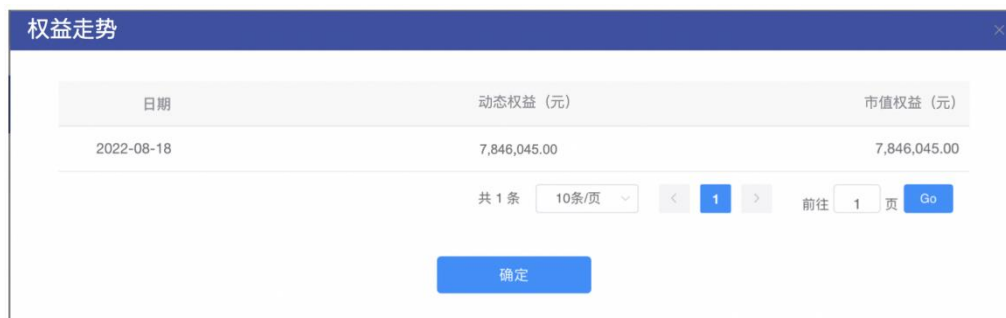 权益走势
日期 动态权益（元） 市值权益（元）
2022-08-18 7,846,045.00 7,846,045.00
共 1 条 10条/页 1 前往 1 页 Go
确定